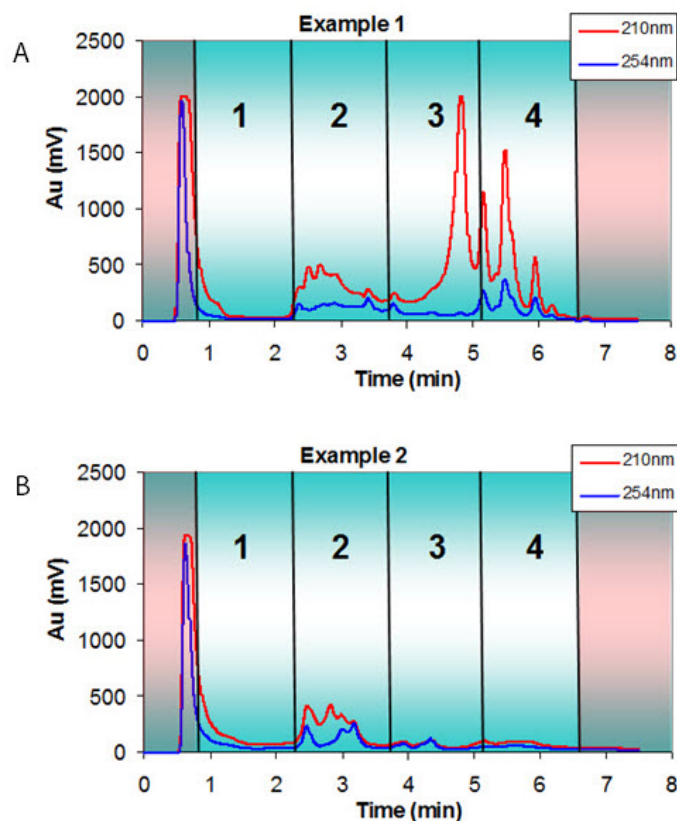 A
Example 1
210nm
254nm
2500
2000
1500
1000
500
0
Au (mV)
1 2 3 4
0 1 2 3 4 5 6 7 8
Time (min)
B
Example 2
210nm
254nm
2500
2000
1500
1000
500
0
Au (mV)
1 2 3 4
0 1 2 3 4 5 6 7 8
Time (min)